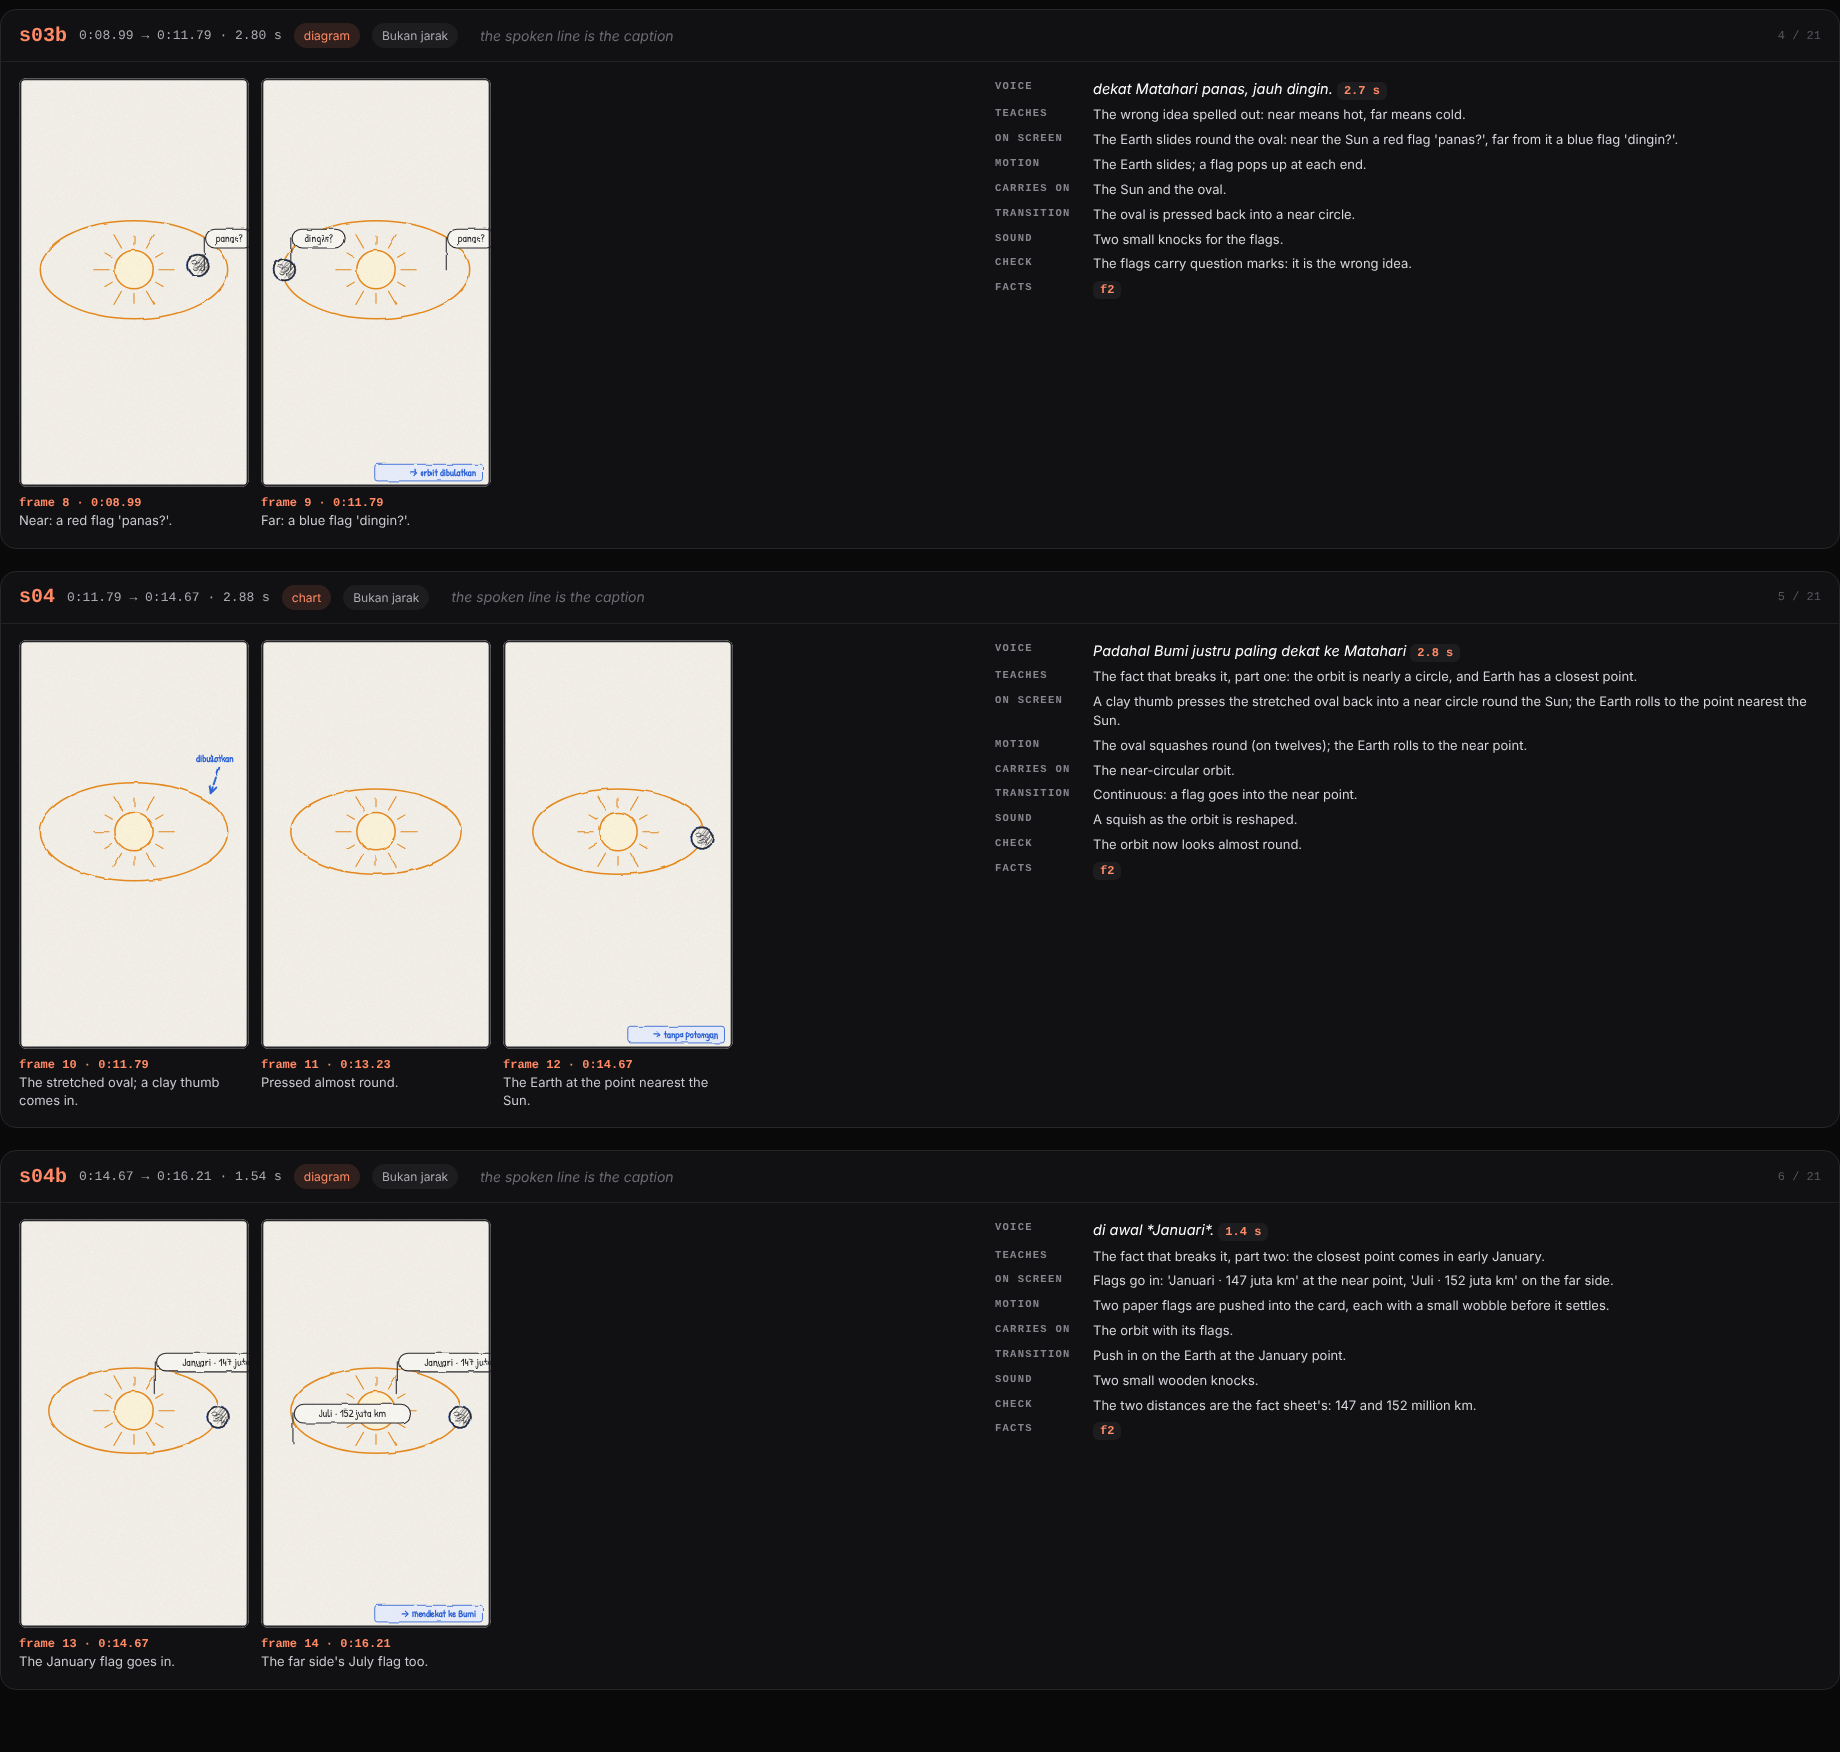 s03b 0:08.99 → 0:11.79 · 2.80 s diagram Bukan jarak the spoken line is the caption 4 / 21
panas?
dingin? panas?
→ orbit dibulatkan
frame 8 · 0:08.99
Near: a red flag 'panas?'.
frame 9 · 0:11.79
Far: a blue flag 'dingin?'.
VOICE dekat Matahari panas, jauh dingin. 2.7 s
TEACHES The wrong idea spelled out: near means hot, far means cold.
ON SCREEN The Earth slides round the oval: near the Sun a red flag 'panas?', far from it a blue flag 'dingin?'.
MOTION The Earth slides; a flag pops up at each end.
CARRIES ON The Sun and the oval.
TRANSITION The oval is pressed back into a near circle.
SOUND Two small knocks for the flags.
CHECK The flags carry question marks: it is the wrong idea.
FACTS f2
s04 0:11.79 → 0:14.67 · 2.88 s chart Bukan jarak the spoken line is the caption 5 / 21
dibulatkan
→ tanpa potongan
frame 10 · 0:11.79
The stretched oval; a clay thumb
comes in.
frame 11 · 0:13.23
Pressed almost round.
frame 12 · 0:14.67
The Earth at the point nearest the
Sun.
VOICE Padahal Bumi justru paling dekat ke Matahari 2.8 s
TEACHES The fact that breaks it, part one: the orbit is nearly a circle, and Earth has a closest point.
ON SCREEN A clay thumb presses the stretched oval back into a near circle round the Sun; the Earth rolls to the point nearest the
Sun.
MOTION The oval squashes round (on twelves); the Earth rolls to the near point.
CARRIES ON The near-circular orbit.
TRANSITION Continuous: a flag goes into the near point.
SOUND A squish as the orbit is reshaped.
CHECK The orbit now looks almost round.
FACTS f2
s04b 0:14.67 → 0:16.21 · 1.54 s diagram Bukan jarak the spoken line is the caption 6 / 21
Januari · 147 juta
Januari · 147 juta
Juli · 152 juta km
→ mendekat ke Bumi
frame 13 · 0:14.67
The January flag goes in.
frame 14 · 0:16.21
The far side's July flag too.
VOICE di awal *Januari*. 1.4 s
TEACHES The fact that breaks it, part two: the closest point comes in early January.
ON SCREEN Flags go in: 'Januari · 147 juta km' at the near point, 'Juli · 152 juta km' on the far side.
MOTION Two paper flags are pushed into the card, each with a small wobble before it settles.
CARRIES ON The orbit with its flags.
TRANSITION Push in on the Earth at the January point.
SOUND Two small wooden knocks.
CHECK The two distances are the fact sheet's: 147 and 152 million km.
FACTS f2